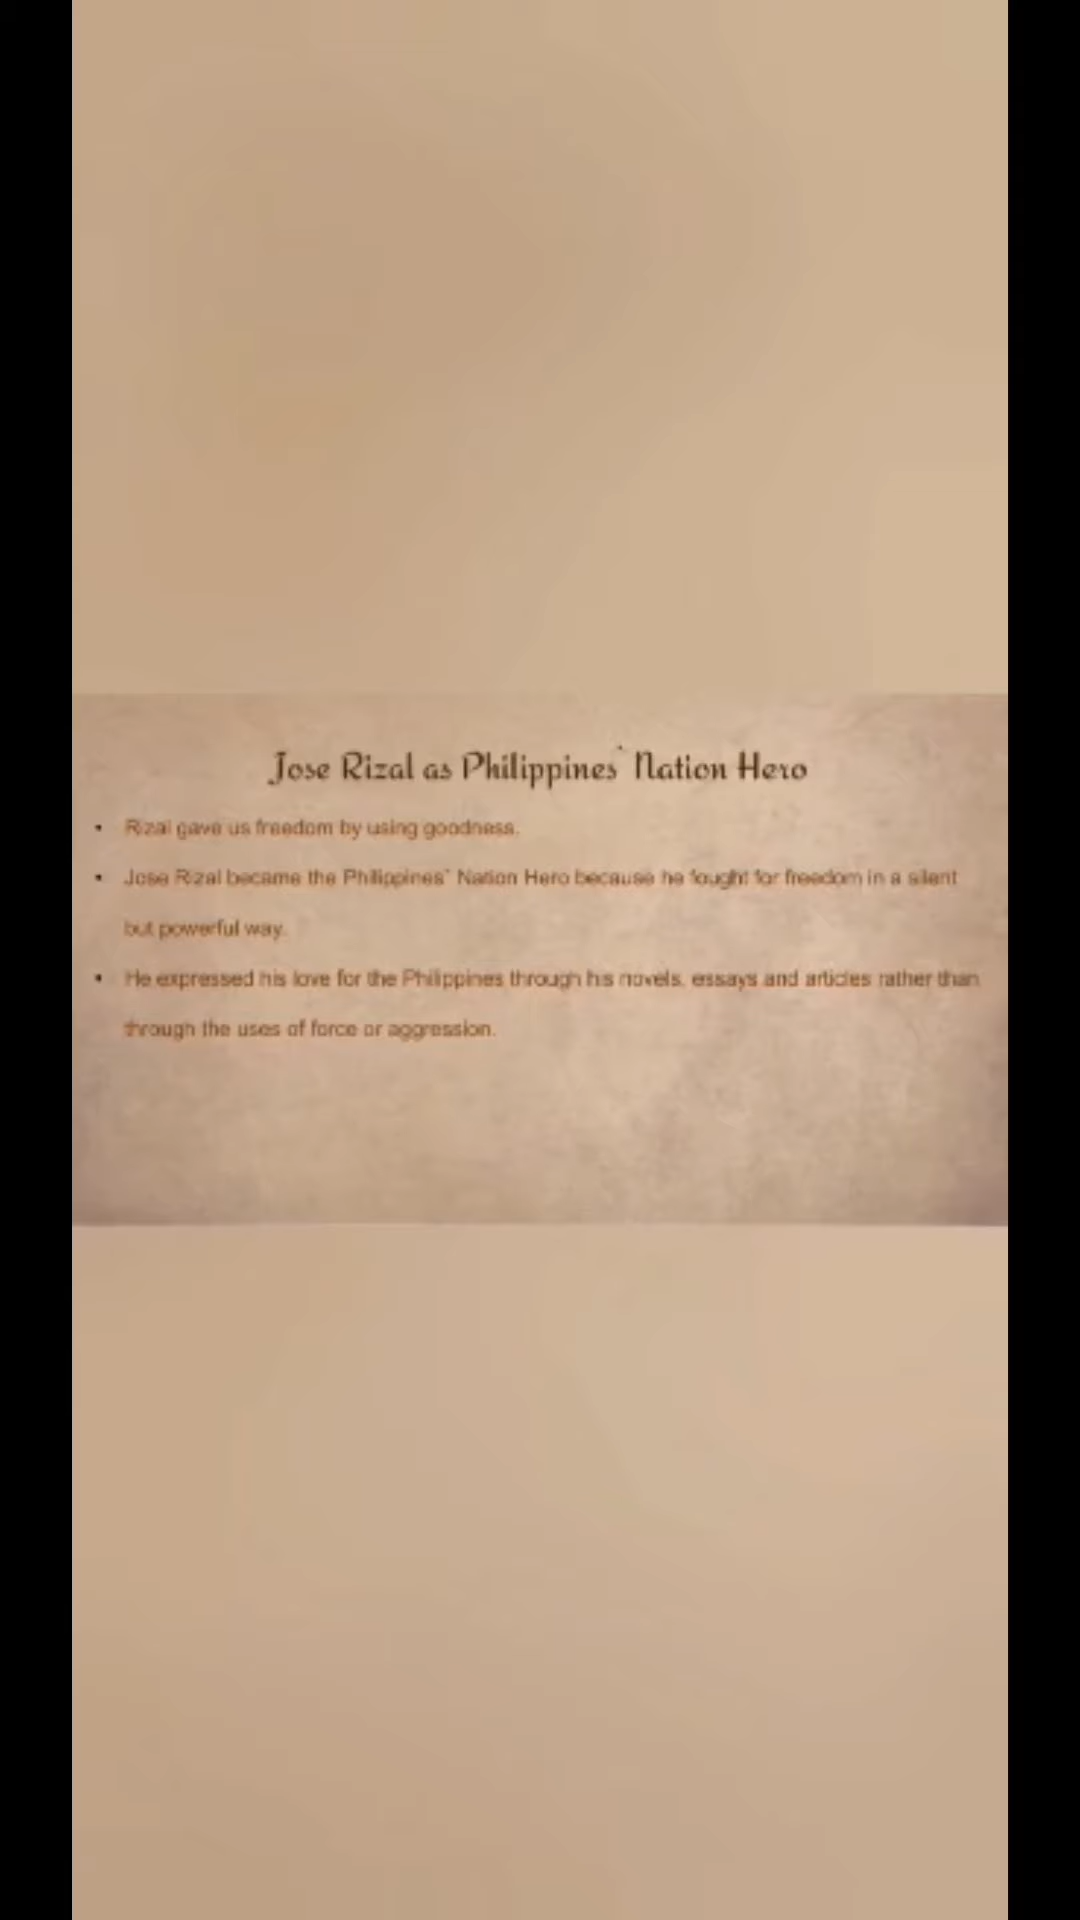 Jose Rizal as Philippines` Nation Hero
• Rizal gave us freedom by using goodness.
• Jose Rizal became the Philippines` Nation Hero because he fought for freedom in a silent
but powerful way.
• He expressed his love for the Philippines through his novels, essays and articles rather than
through the uses of force or aggression.